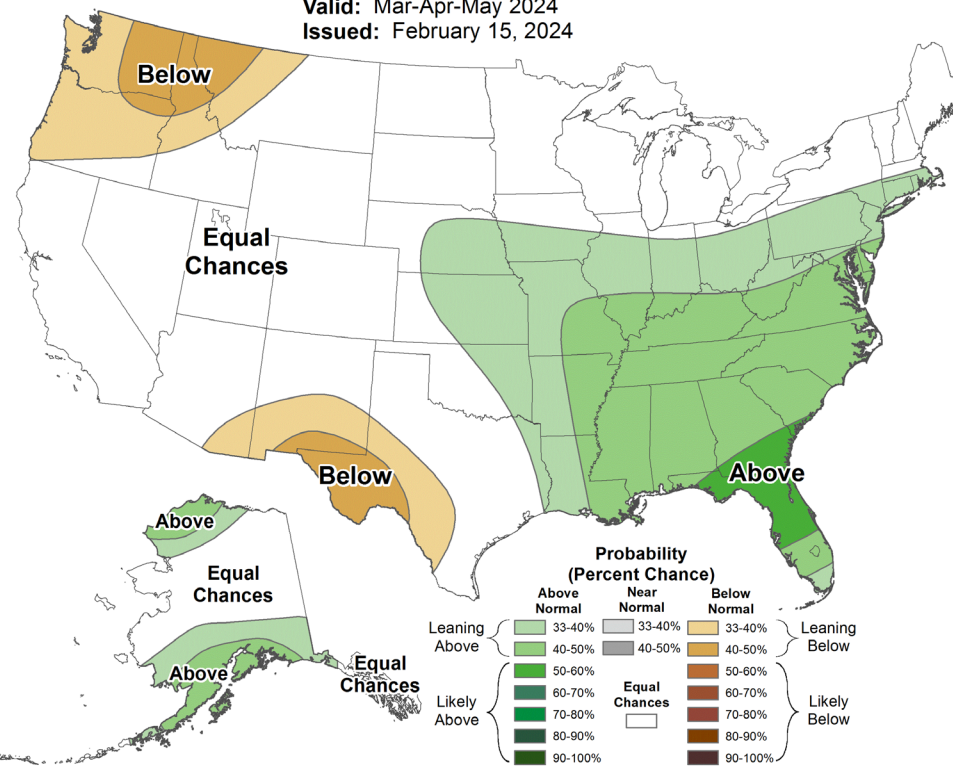 Valid: Mar-Apr-May 2024
Issued: February 15, 2024
Below
Equal
Chances
Below
Above
Above
Equal
Chances
Above
Equal
Chances
Probability
(Percent Chance)
Above
Normal
Near
Normal
Below
Normal
Leaning
Above
33-40%
33-40%
33-40%
Leaning
Below
40-50%
40-50%
40-50%
Likely
Above
50-60%
50-60%
Likely
Below
60-70%
60-70%
Equal
Chances
70-80%
70-80%
80-90%
80-90%
90-100%
90-100%